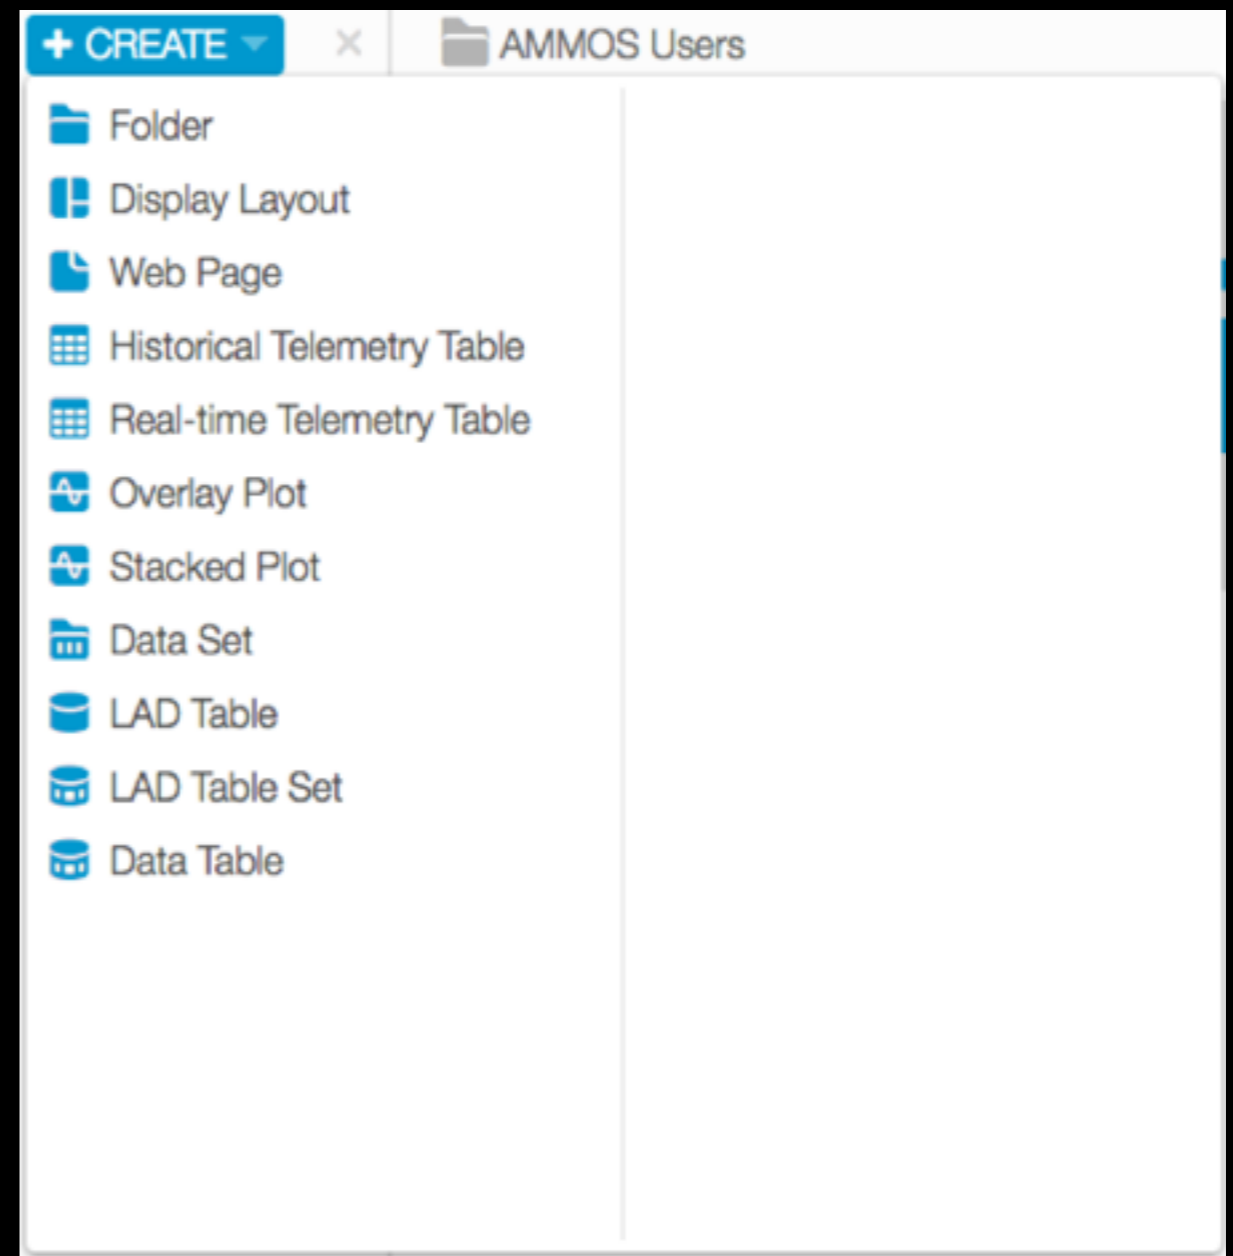 + CREATE
AMMOS Users
Folder
Display Layout
Web Page
Historical Telemetry Table
Real-time Telemetry Table
Overlay Plot
Stacked Plot
Data Set
LAD Table
LAD Table Set
Data Table